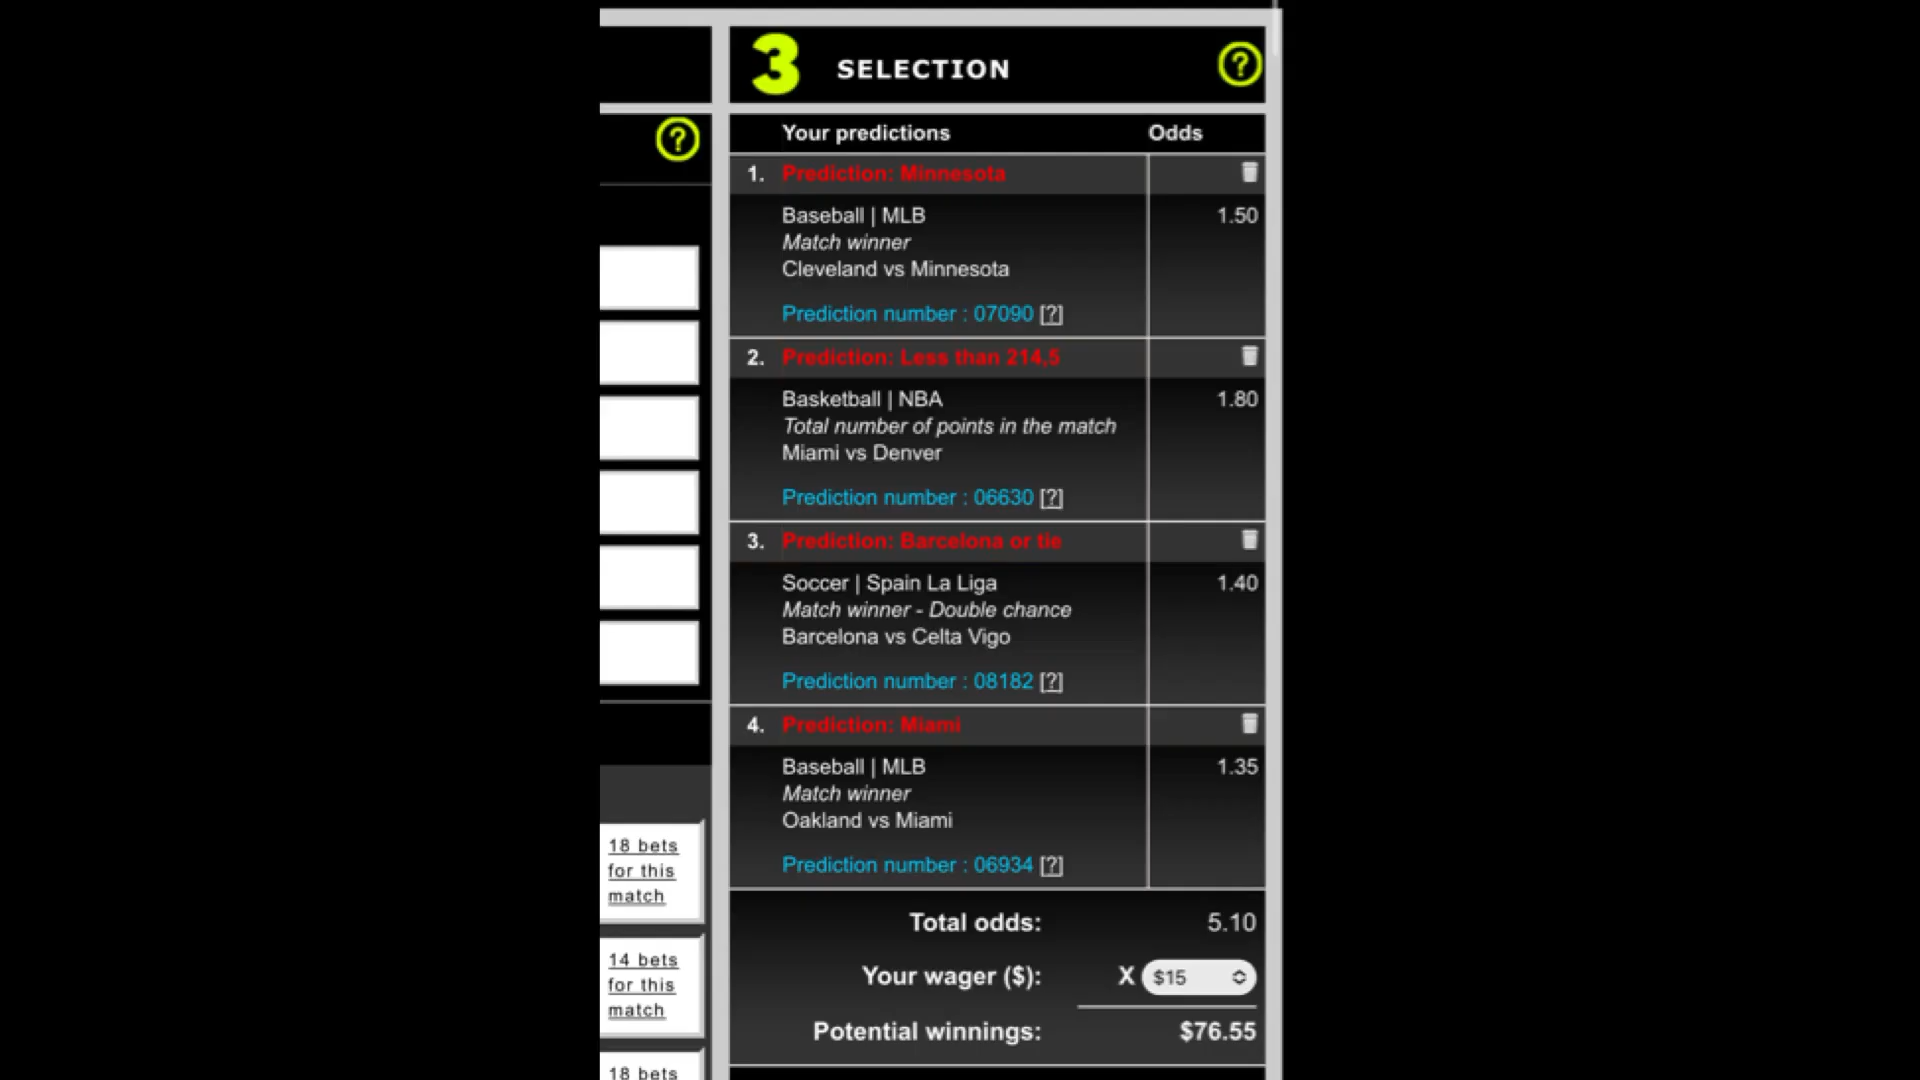 3 SELECTION ?
?
Your predictions Odds
1. Prediction: Minnesota
Baseball | MLB 1.50
Match winner
Cleveland vs Minnesota
Prediction number : 07090 [?]
2. Prediction: Less than 214,5
Basketball | NBA 1.80
Total number of points in the match
Miami vs Denver
Prediction number : 06630 [?]
3. Prediction: Barcelona or tie
Soccer | Spain La Liga 1.40
Match winner - Double chance
Barcelona vs Celta Vigo
Prediction number : 08182 [?]
4. Prediction: Miami
Baseball | MLB 1.35
Match winner
Oakland vs Miami
Prediction number : 06934 [?]
18 bets
for this
match
14 bets
for this
match
18 bets
Total odds: 5.10
Your wager ($): X $15
Potential winnings: $76.55